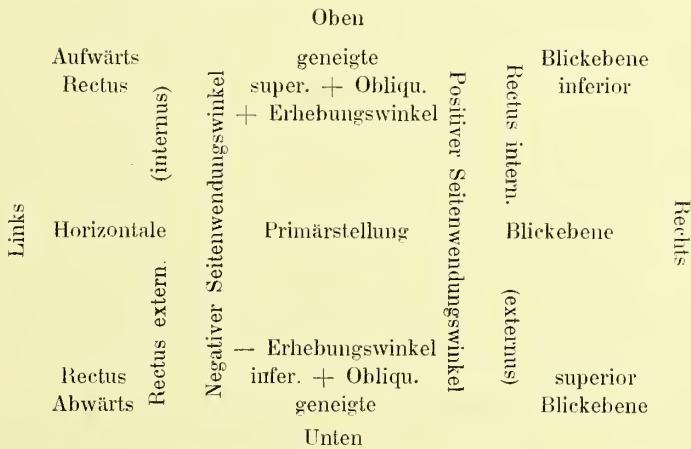 Oben
Aufwärts geneigte Blickebene
Rectus super. + Obliqu. inferior
+ Erhebungswinkel
(internus)
Negativer Seitenwendungswinkel
Positiver Seitenwendungswinkel
Rectus intern.
Links
Horizontale Primärstellung Blickebene
Rechts
Rectus extern.
(externus)
— Erhebungswinkel
Rectus infer. + Obliqu. superior
Abwärts geneigte Blickebene
Unten